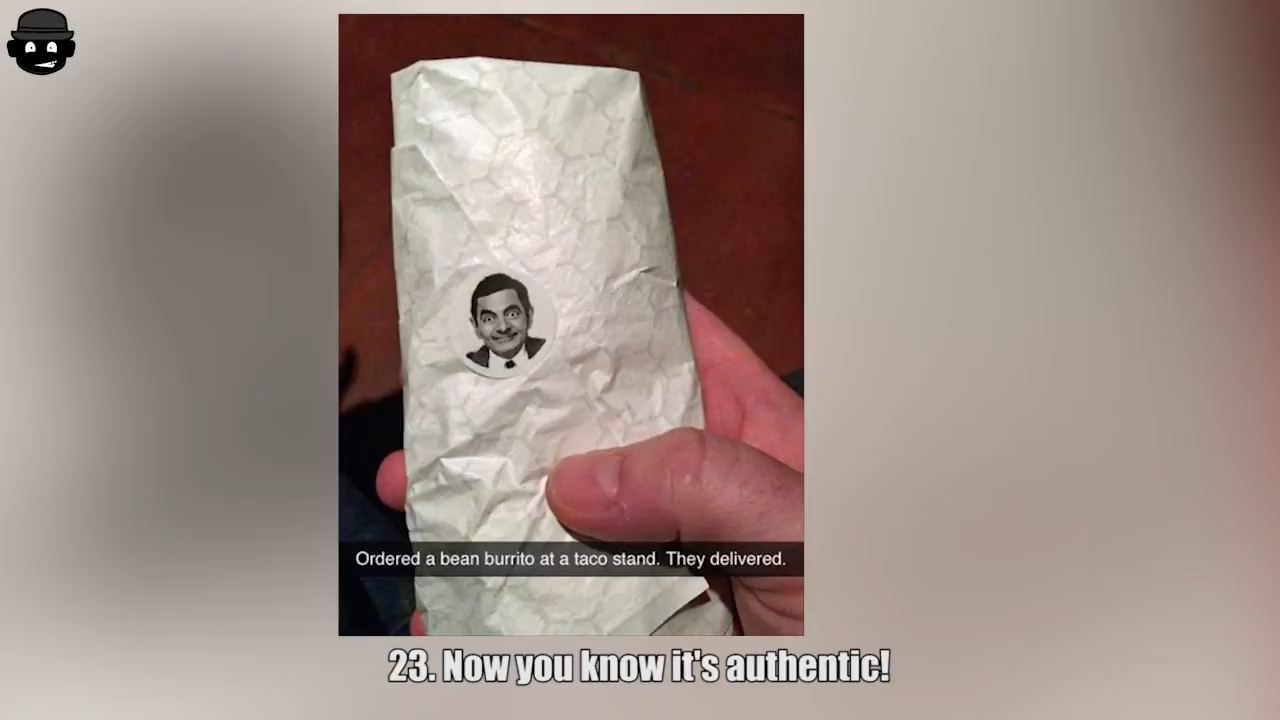 Ordered a bean burrito at a taco stand. They delivered.
23. Now you know it's authentic!